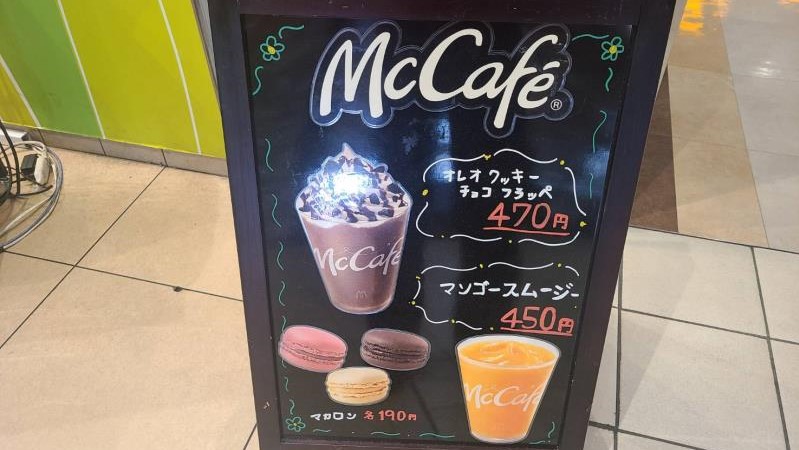 McCafé®
オレオ クッキー
チョコ フラッペ
470円
McCafé
マンゴースムージー
450円
McCafé
マカロン 各190円